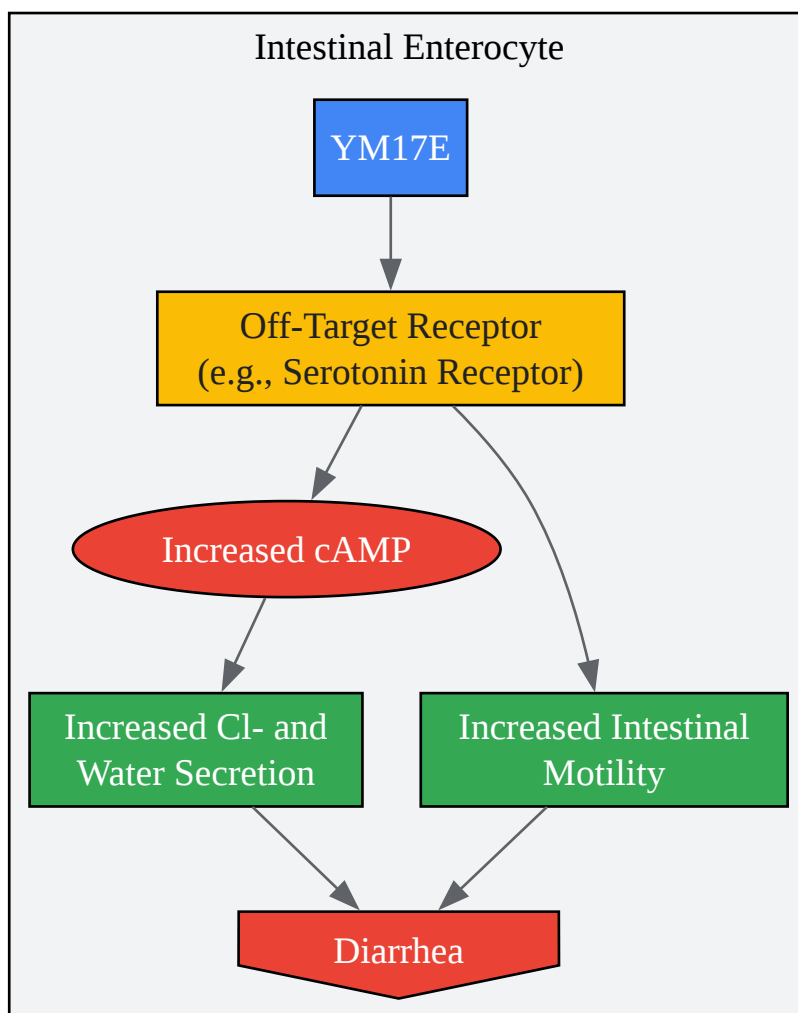 Intestinal Enterocyte
YM17E
Off-Target Receptor
(e.g., Serotonin Receptor)
Increased cAMP
Increased Cl- and
Water Secretion
Increased Intestinal
Motility
Diarrhea